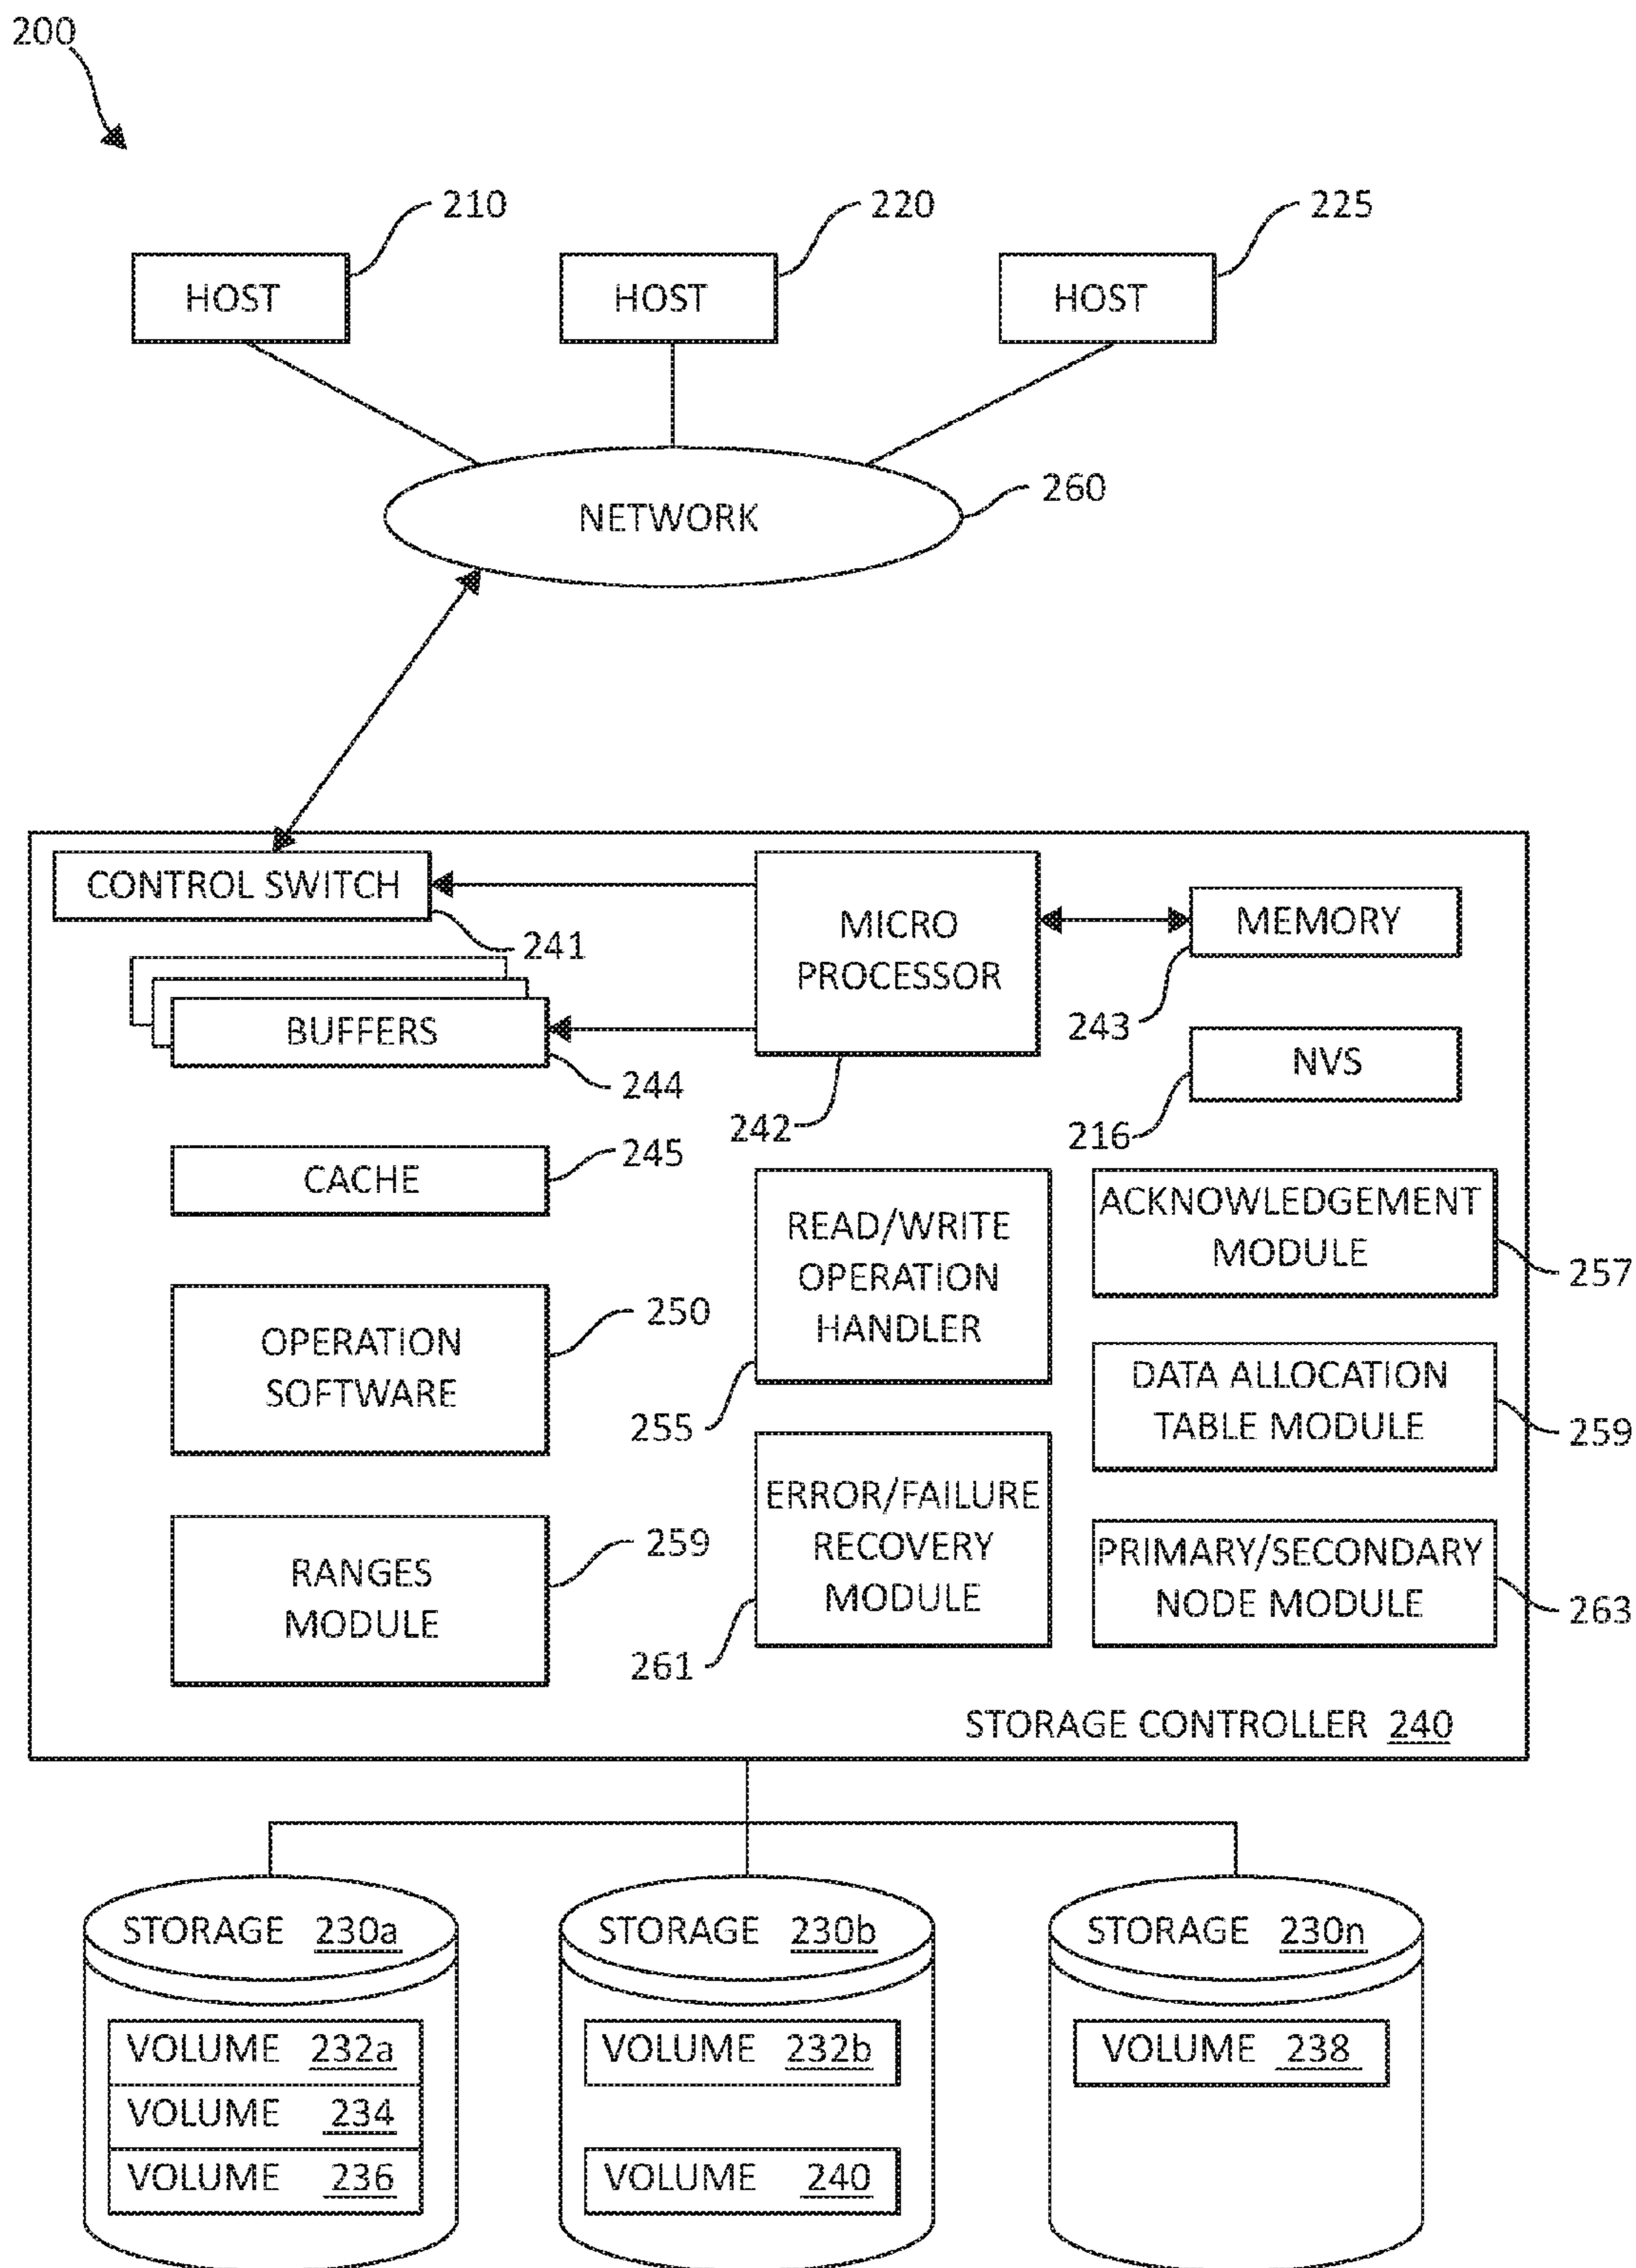 200
210
220
225
HOST
HOST
HOST
260
NETWORK
CONTROL SWITCH
241
MICRO
PROCESSOR
MEMORY
243
BUFFERS
244
242
NVS
216
CACHE
245
READ/WRITE
OPERATION
HANDLER
255
ACKNOWLEDGEMENT
MODULE
257
OPERATION
SOFTWARE
250
DATA ALLOCATION
TABLE MODULE
259
ERROR/FAILURE
RECOVERY
MODULE
261
RANGES
MODULE
259
PRIMARY/SECONDARY
NODE MODULE
263
STORAGE CONTROLLER 240
STORAGE 230a
STORAGE 230b
STORAGE 230n
VOLUME 232a
VOLUME 234
VOLUME 236
VOLUME 232b
VOLUME 240
VOLUME 238